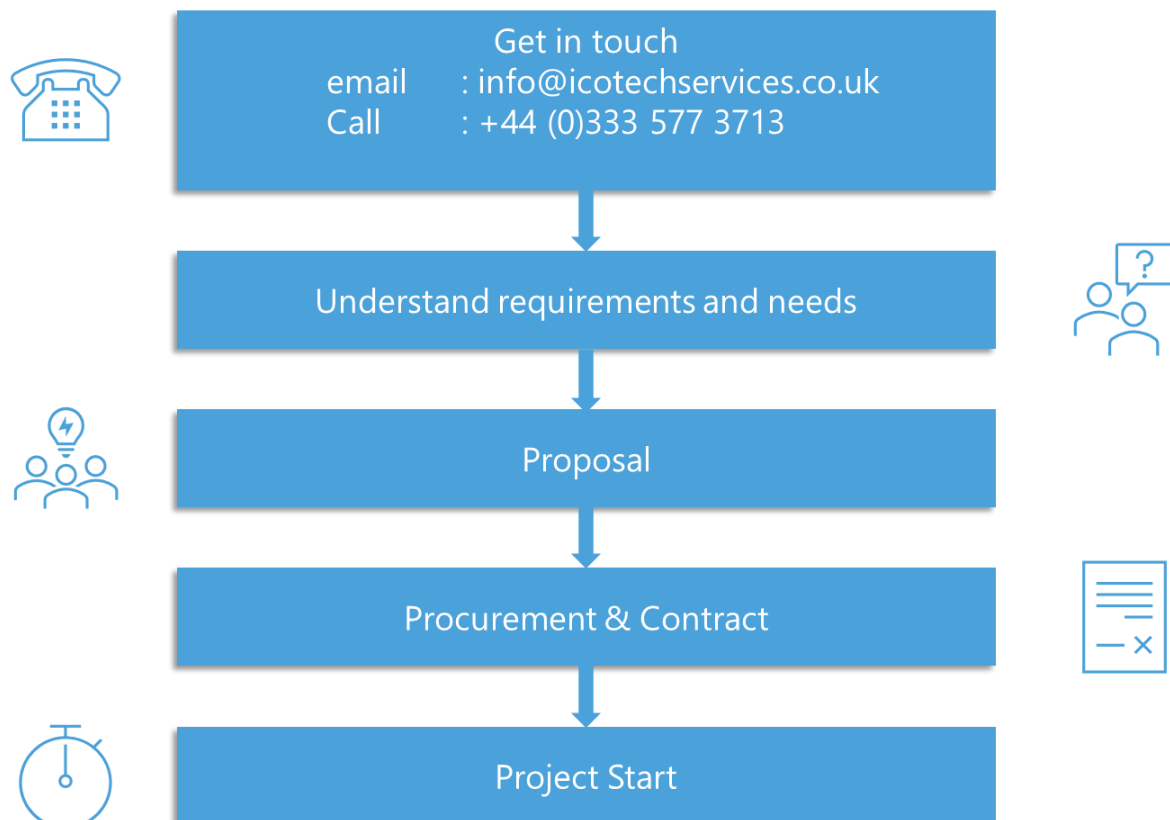 Get in touch
email : info@icotechservices.co.uk
Call : +44 (0)333 577 3713
Understand requirements and needs
?
Proposal
Procurement & Contract
Project Start